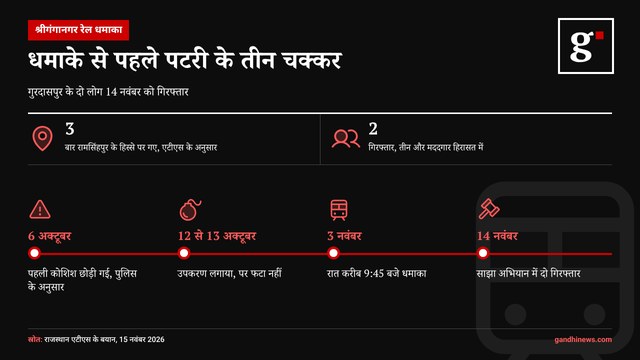 श्रीगंगानगर रेल धमाका
g
धमाके से पहले पटरी के तीन चक्कर
गुरदासपुर के दो लोग 14 नवंबर को गिरफ्तार
3
बार रामसिंहपुर के हिस्से पर गए, एटीएस के अनुसार
2
गिरफ्तार, तीन और मददगार हिरासत में
6 अक्टूबर
पहली कोशिश छोड़ी गई, पुलिस
के अनुसार
12 से 13 अक्टूबर
उपकरण लगाया, पर फटा नहीं
3 नवंबर
रात करीब 9:45 बजे धमाका
14 नवंबर
साझा अभियान में दो गिरफ्तार
स्रोत: राजस्थान एटीएस के बयान, 15 नवंबर 2026
gandhinews.com